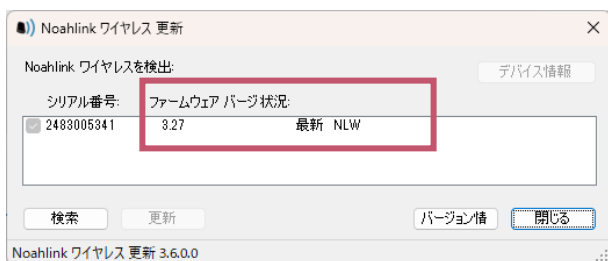 Noahlink ワイヤレス 更新
Noahlink ワイヤレスを検出:
デバイス情報
シリアル番号: ファームウェア バージ 状況:
2483005341 3.27 最新 NLW
検索 更新 バージョン情 閉じる
Noahlink ワイヤレス 更新 3.6.0.0